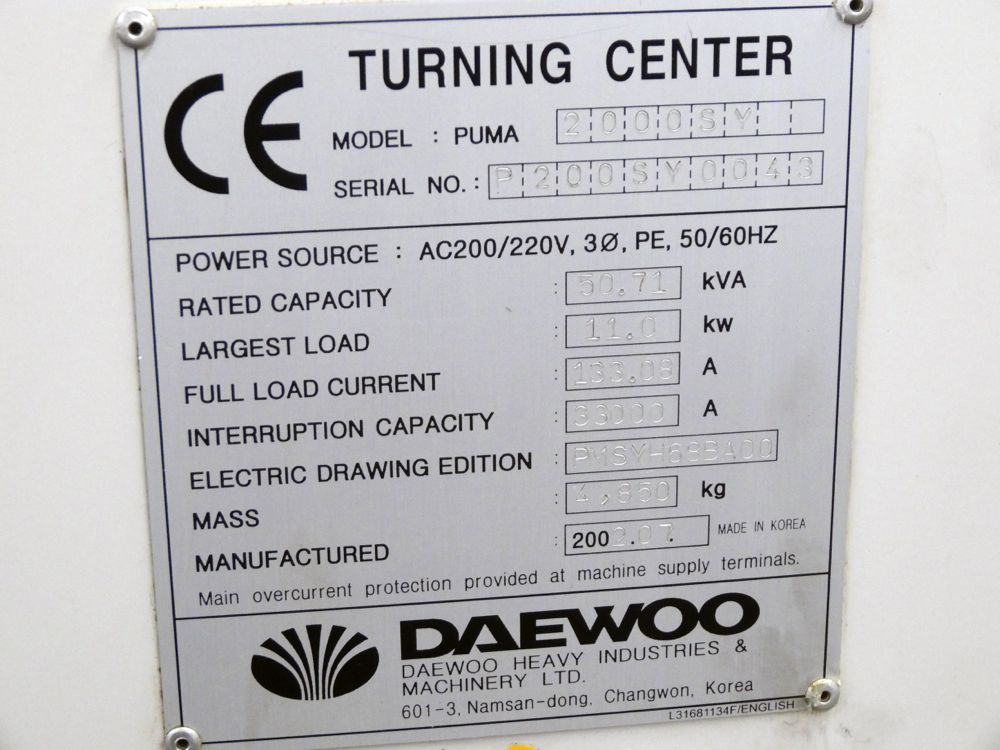 CE TURNING CENTER
MODEL : PUMA 2000SY
SERIAL NO. : P200SY0043
POWER SOURCE : AC200/220V, 3Ø, PE, 50/60HZ
RATED CAPACITY : 50.71 kVA
LARGEST LOAD : 11.0 kw
FULL LOAD CURRENT : 133.08 A
INTERRUPTION CAPACITY : 33000 A
ELECTRIC DRAWING EDITION : PMSYH68BA00
MASS : 4,850 kg
MANUFACTURED : 2002.07. MADE IN KOREA
Main overcurrent protection provided at machine supply terminals.
DAEWOO
DAEWOO HEAVY INDUSTRIES &
MACHINERY LTD.
601-3, Namsan-dong, Changwon, Korea
L31681134F/ENGLISH